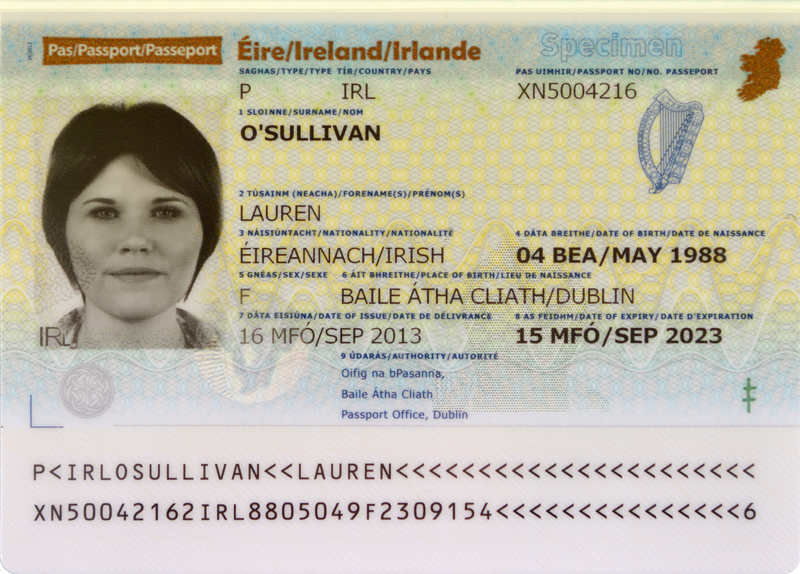 Pas/Passport/Passeport
Éire/Ireland/Irlande
Specimen
SAGHAS/TYPE/TYPE TÍR/COUNTRY/PAYS
PAS UIMHIR/PASSPORT NO/NO. PASSEPORT
P IRL
XN5004216
1 SLOINNE/SURNAME/NOM
O'SULLIVAN
2 TÚSAINM (NEACHA)/FORENAME(S)/PRÉNOM(S)
LAUREN
3 NÁISIÚNTACHT/NATIONALITY/NATIONALITÉ
4 DÁTA BREITHE/DATE OF BIRTH/DATE DE NAISSANCE
ÉIREANNACH/IRISH
04 BEA/MAY 1988
5 GNÉAS/SEX/SEXE 6 ÁIT BHREITHE/PLACE OF BIRTH/LIEU DE NAISSANCE
F BAILE ÁTHA CLIATH/DUBLIN
7 DÁTA EISIÚNA/DATE OF ISSUE/DATE DE DÉLIVRANCE
8 AS FEIDHM/DATE OF EXPIRY/DATE D'EXPIRATION
16 MFÓ/SEP 2013
15 MFÓ/SEP 2023
IRL
9 ÚDARÁS/AUTHORITY/AUTORITÉ
Oifig na bPasanna,
Baile Átha Cliath
Passport Office, Dublin
P<IRLOSULLIVAN<<LAUREN<<<<<<<<<<<<<<<<<<<<<<
XN50042162IRL8805049F2309154<<<<<<<<<<<<<<<6